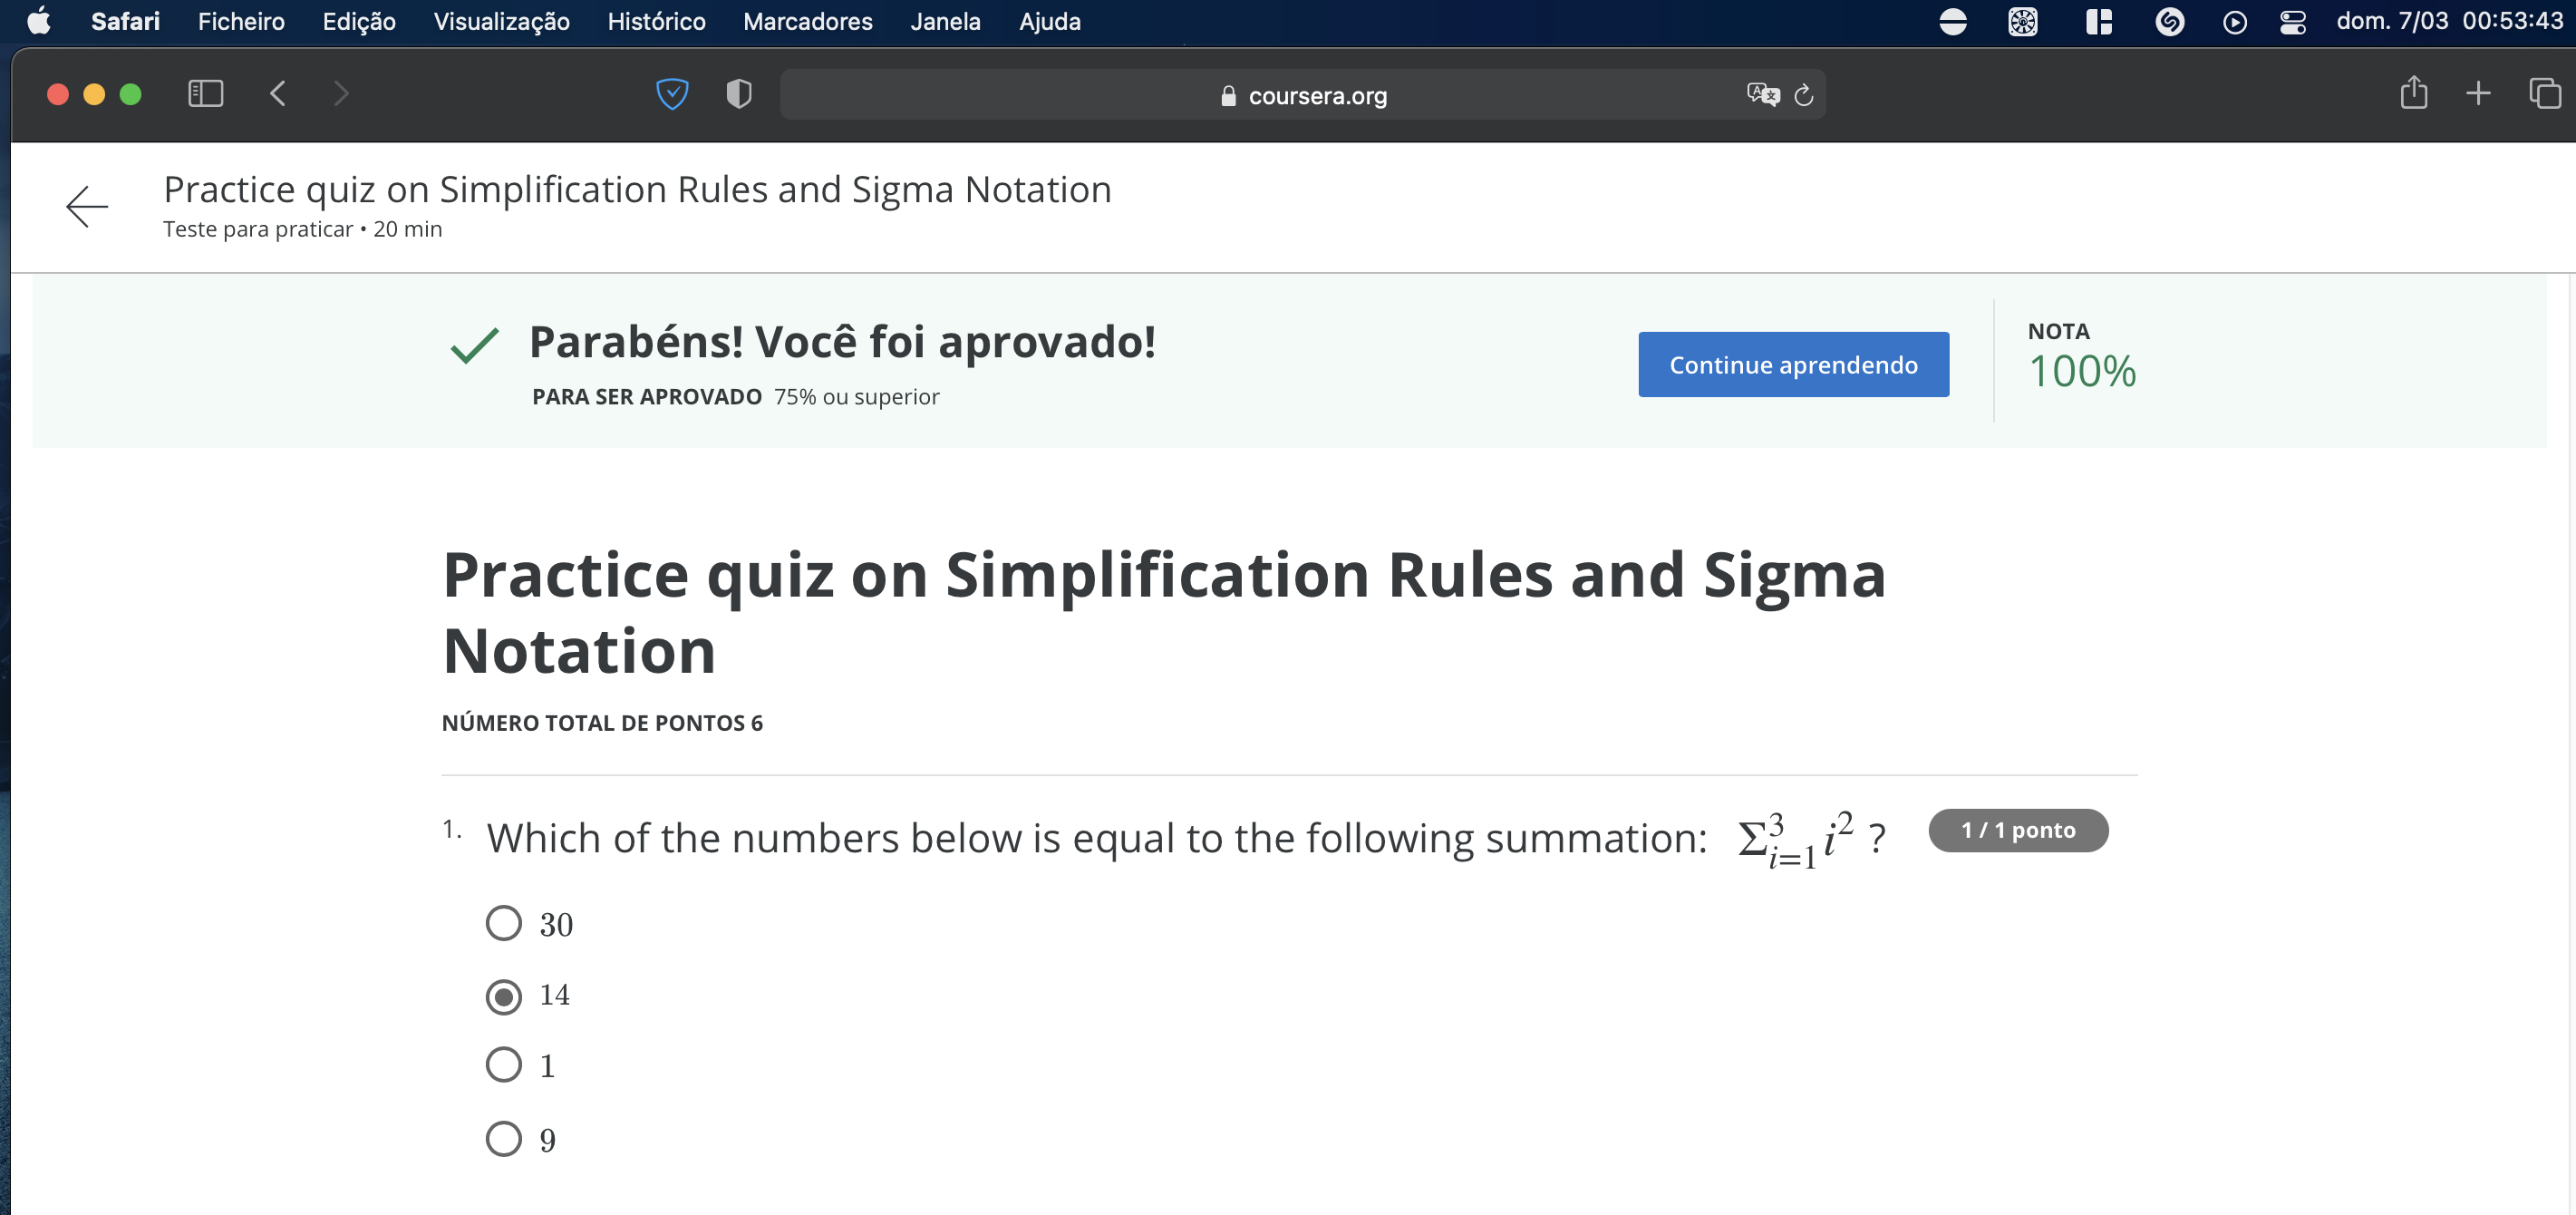 Safari Ficheiro Edição Visualização Histórico Marcadores Janela Ajuda dom. 7/03 00:53:43
coursera.org
Practice quiz on Simplification Rules and Sigma Notation
Teste para praticar • 20 min
Parabéns! Você foi aprovado!
PARA SER APROVADO 75% ou superior
Continue aprendendo
NOTA
100%
Practice quiz on Simplification Rules and Sigma
Notation
NÚMERO TOTAL DE PONTOS 6
1. Which of the numbers below is equal to the following summation: Σ³ᵢ₌₁ i² ? 1 / 1 ponto
30
14
1
9